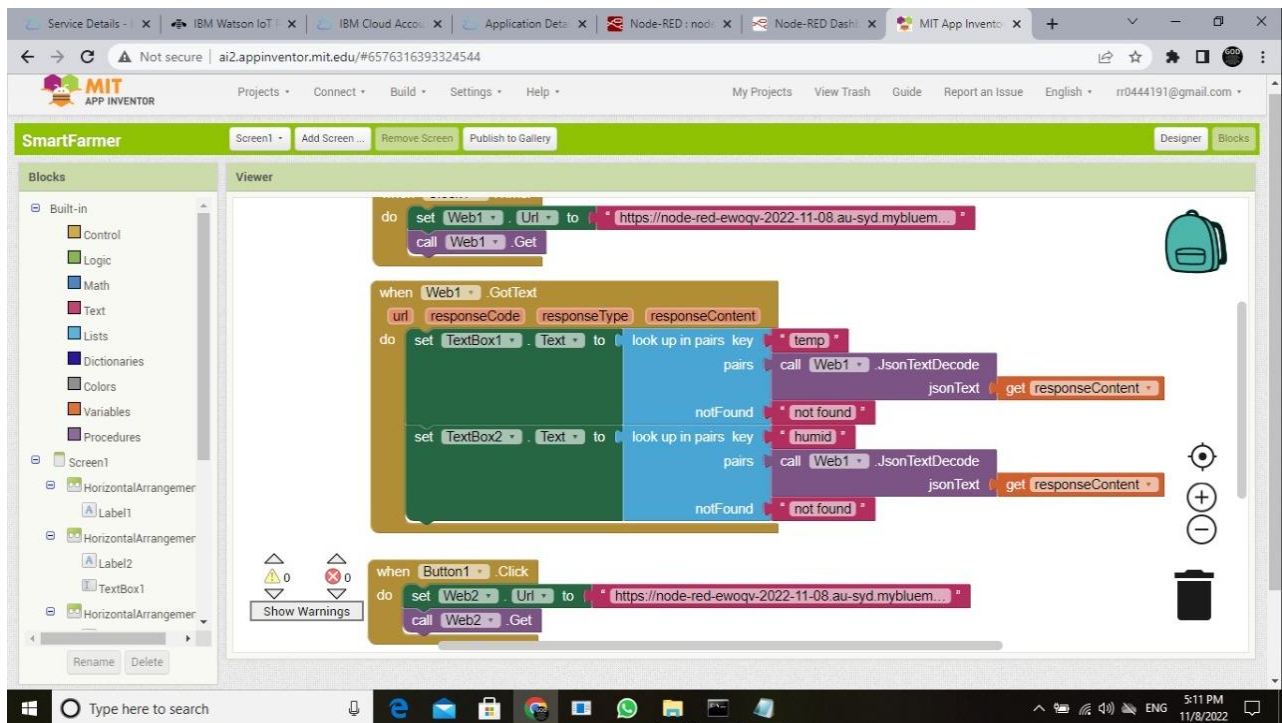 Service Details - I
IBM Watson IoT P
IBM Cloud Accou
Application Deta
Node-RED : node
Node-RED Dashb
MIT App Invento
Not secure | ai2.appinventor.mit.edu/#6576316393324544
GOD
MIT
APP INVENTOR
Projects Connect Build Settings Help My Projects View Trash Guide Report an Issue English rr0444191@gmail.com
SmartFarmer Screen1 Add Screen ... Remove Screen Publish to Gallery Designer Blocks
Blocks Viewer
Built-in
Control
Logic
Math
Text
Lists
Dictionaries
Colors
Variables
Procedures
Screen1
HorizontalArrangemer
Label1
HorizontalArrangemer
Label2
TextBox1
HorizontalArrangemer
Rename Delete
do set Web1 . Url to " https://node-red-ewoqv-2022-11-08.au-syd.mybluem... "
call Web1 .Get
when Web1 .GotText
url responseCode responseType responseContent
do set TextBox1 . Text to look up in pairs key " temp "
pairs call Web1 .JsonTextDecode
jsonText get responseContent
notFound " not found "
set TextBox2 . Text to look up in pairs key " humid "
pairs call Web1 .JsonTextDecode
jsonText get responseContent
notFound " not found "
when Button1 .Click
do set Web2 . Url to " https://node-red-ewoqv-2022-11-08.au-syd.mybluem... "
call Web2 .Get
0 0
Show Warnings
Type here to search
ENG
5:11 PM
11/8/2022